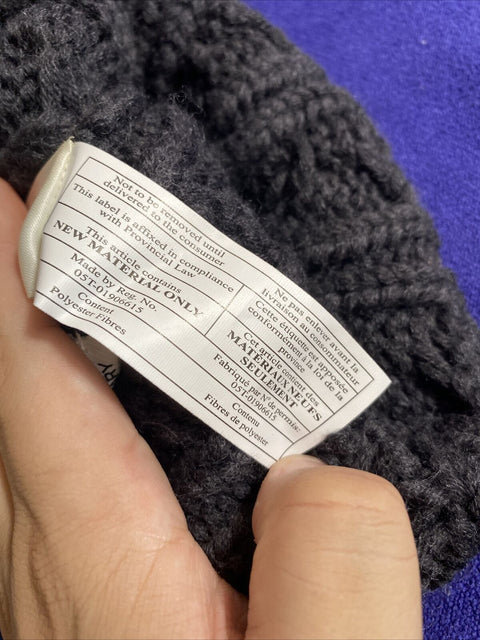 Not to be removed until
delivered to the consumer
This label is affixed in compliance
with Provincial Law
This article contains
NEW MATERIAL ONLY
Made by Reg. No.
05T-01906615
Content
Polyester Fibres
Ne pas enlever avant la
livraison au consommateur
Cette étiquette est apposée
conformément à la loi de la
province
Cet article contient des
MATERIAUX NEUFS
SEULEMENT
Fabriqué par N° de permis:
05T-01906615
Contenu
Fibres de polyester